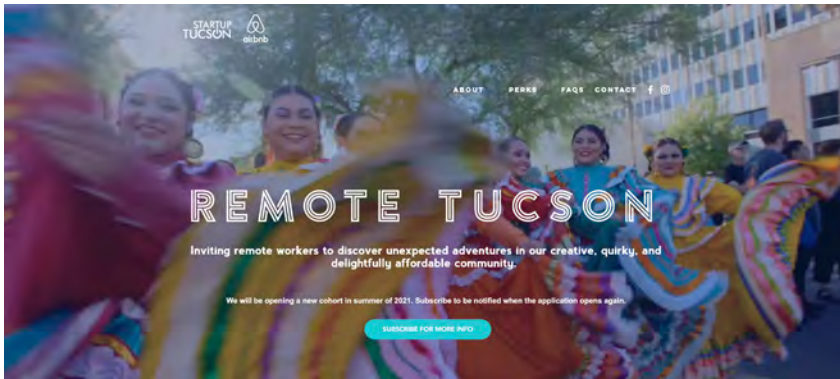 STARTUP
TUCSON
airbnb
ABOUT PERKS FAQS CONTACT
REMOTE TUCSON
Inviting remote workers to discover unexpected adventures in our creative, quirky, and
delightfully affordable community.
We will be opening a new cohort in summer of 2021. Subscribe to be notified when the application opens again.
SUBSCRIBE FOR MORE INFO